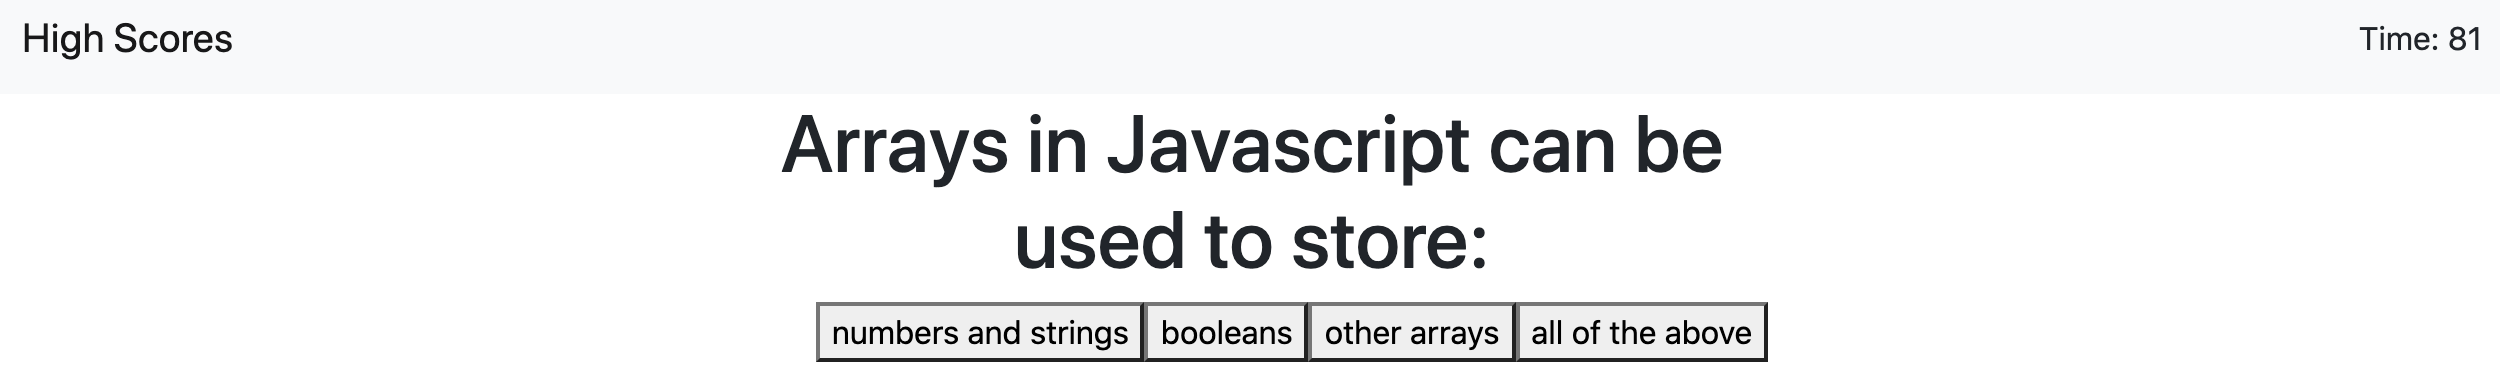 High Scores
Time: 81
Arrays in Javascript can be
used to store:
numbers and strings
booleans
other arrays
all of the above